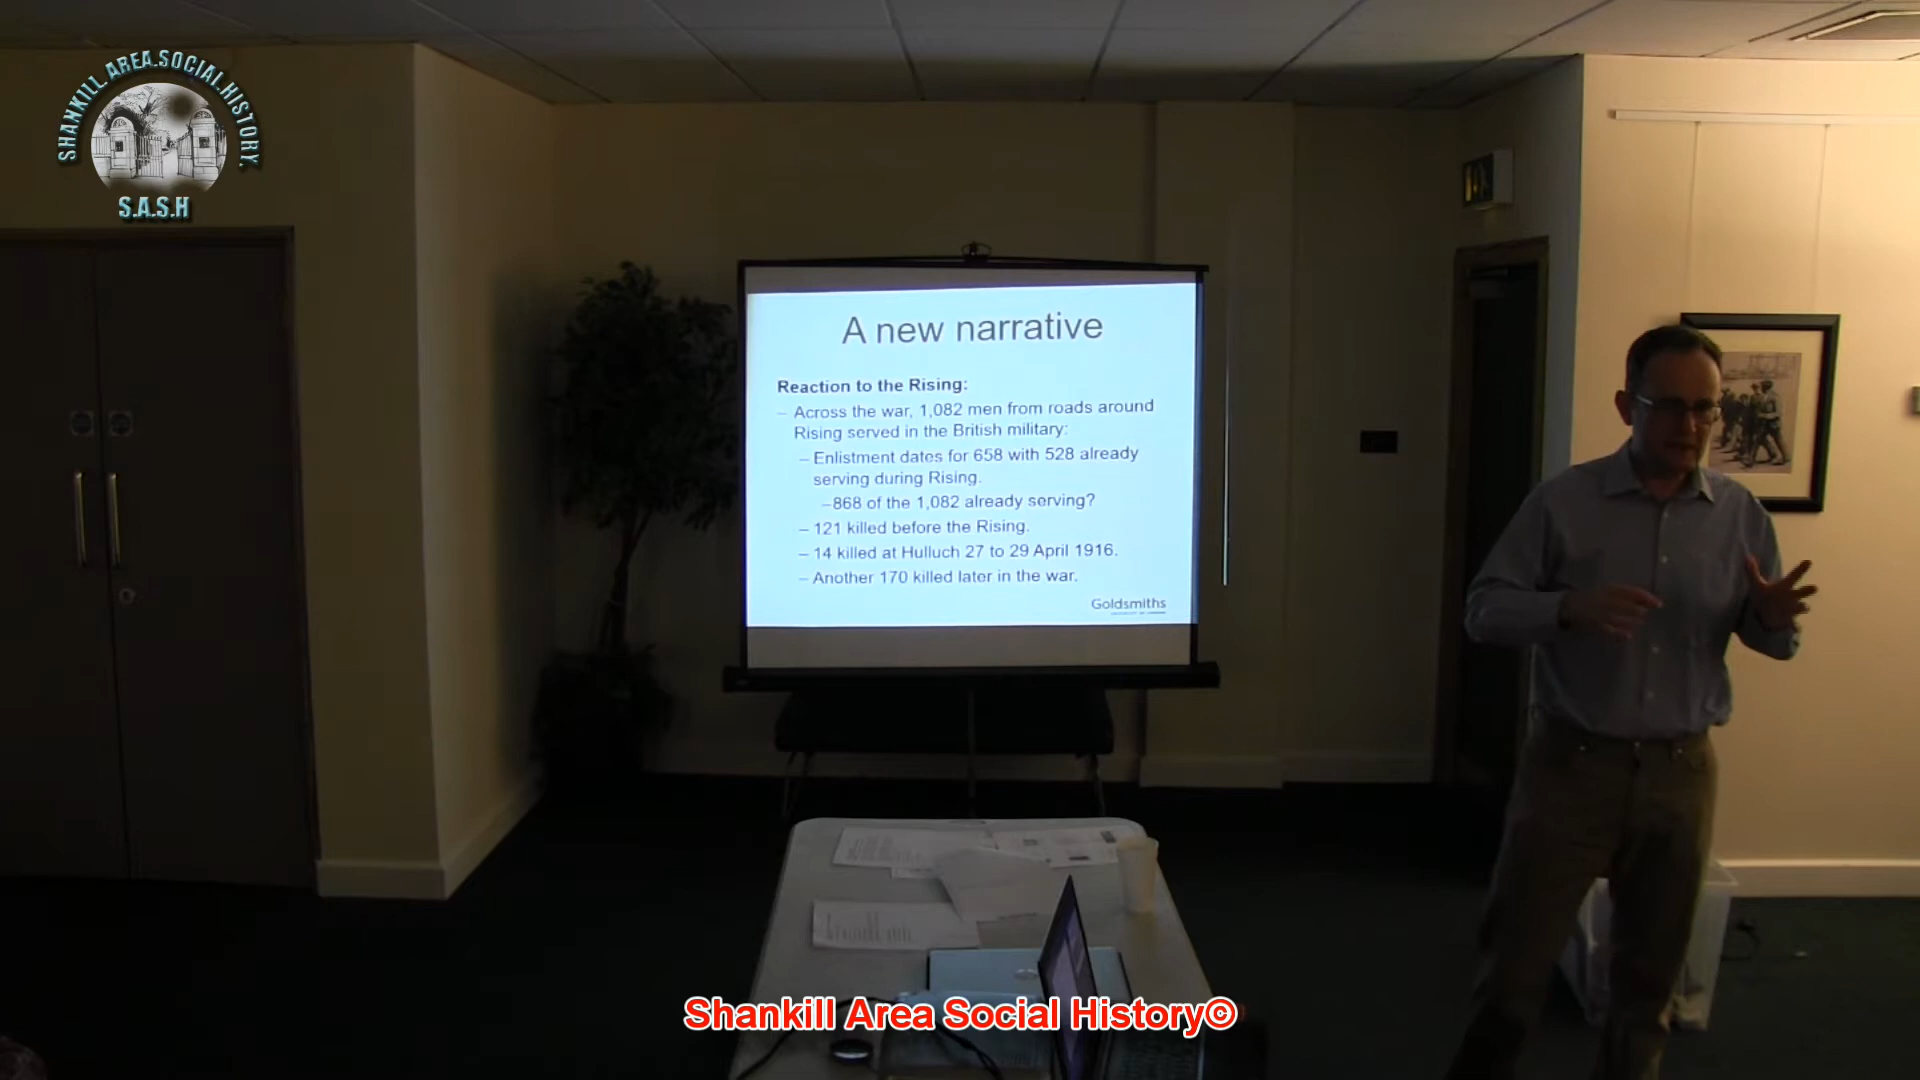 SHANKILL AREA SOCIAL HISTORY.
S.A.S.H
A new narrative
Reaction to the Rising:
– Across the war, 1,082 men from roads around
Rising served in the British military:
– Enlistment dates for 658 with 528 already
serving during Rising.
–868 of the 1,082 already serving?
– 121 killed before the Rising.
– 14 killed at Hulluch 27 to 29 April 1916.
– Another 170 killed later in the war.
Goldsmiths
Shankill Area Social History©